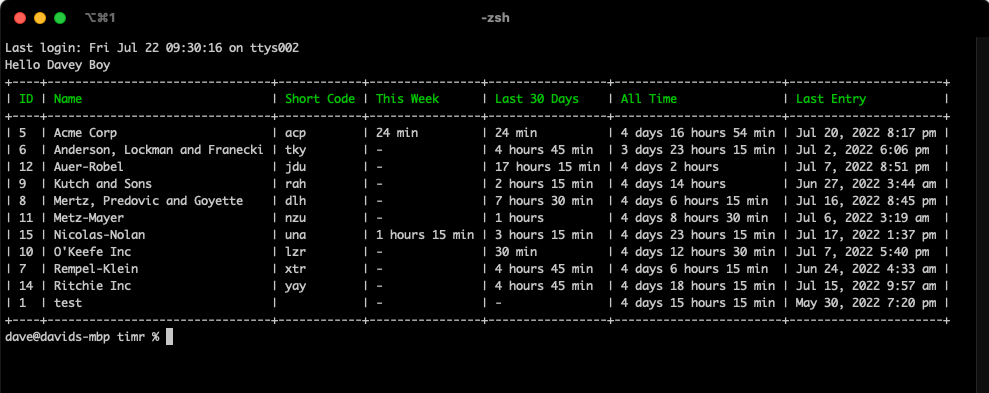 ⌥⌘1
-zsh
Last login: Fri Jul 22 09:30:16 on ttys002
Hello Davey Boy
+----+-------------------------------+------------+----------------+-----------------+------------------------+----------------------+
| ID | Name                          | Short Code | This Week      | Last 30 Days    | All Time               | Last Entry           |
+----+-------------------------------+------------+----------------+-----------------+------------------------+----------------------+
| 5  | Acme Corp                     | acp        | 24 min         | 24 min          | 4 days 16 hours 54 min | Jul 20, 2022 8:17 pm |
| 6  | Anderson, Lockman and Franecki | tky        | -              | 4 hours 45 min  | 3 days 23 hours 15 min | Jul 2, 2022 6:06 pm  |
| 12 | Auer-Robel                    | jdu        | -              | 17 hours 15 min | 4 days 2 hours         | Jul 7, 2022 8:51 pm  |
| 9  | Kutch and Sons                | rah        | -              | 2 hours 15 min  | 4 days 14 hours        | Jun 27, 2022 3:44 am |
| 8  | Mertz, Predovic and Goyette   | dlh        | -              | 7 hours 30 min  | 4 days 6 hours 15 min  | Jul 16, 2022 8:45 pm |
| 11 | Metz-Mayer                    | nzu        | -              | 1 hours         | 4 days 8 hours 30 min  | Jul 6, 2022 3:19 am  |
| 15 | Nicolas-Nolan                 | una        | 1 hours 15 min | 3 hours 15 min  | 4 days 23 hours 15 min | Jul 17, 2022 1:37 pm |
| 10 | O'Keefe Inc                   | lzr        | -              | 30 min          | 4 days 12 hours 30 min | Jul 7, 2022 5:40 pm  |
| 7  | Rempel-Klein                  | xtr        | -              | 4 hours 45 min  | 4 days 6 hours 15 min  | Jun 24, 2022 4:33 am |
| 14 | Ritchie Inc                   | yay        | -              | 4 hours 45 min  | 4 days 18 hours 15 min | Jul 15, 2022 9:57 am |
| 1  | test                          |            | -              | -               | 4 days 15 hours 15 min | May 30, 2022 7:20 pm |
+----+-------------------------------+------------+----------------+-----------------+------------------------+----------------------+
dave@davids-mbp timr %